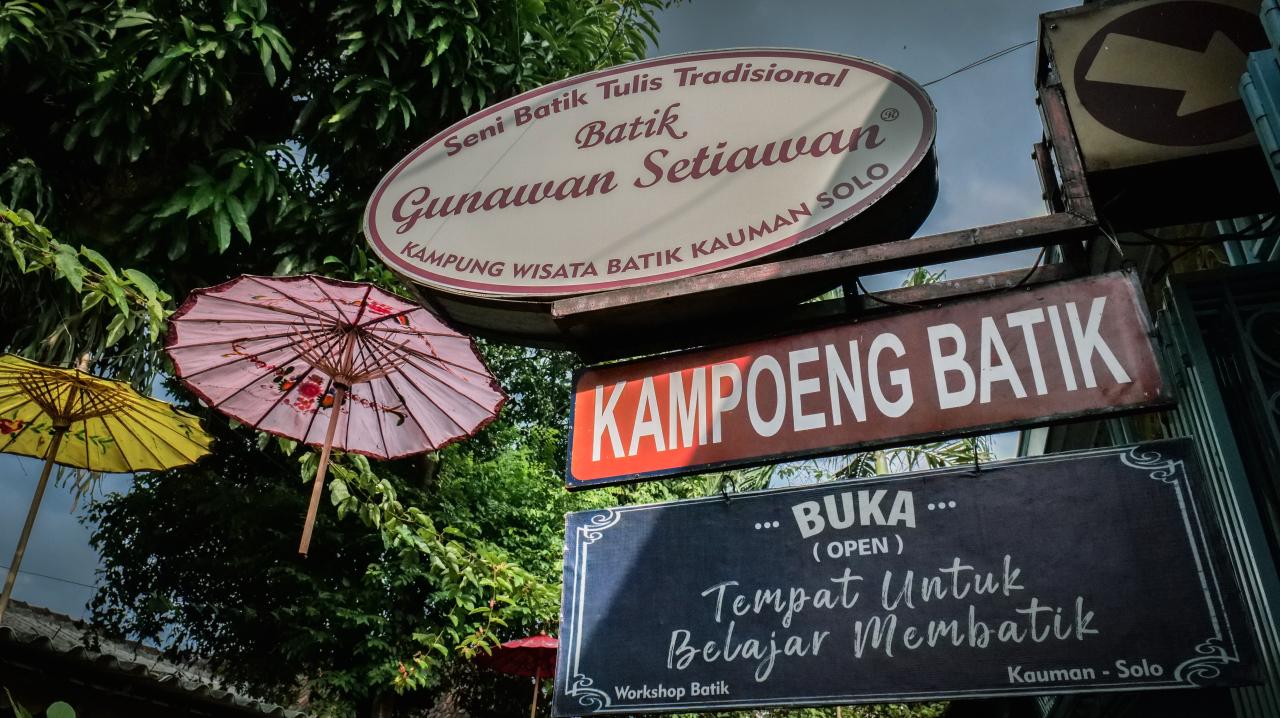 Seni Batik Tulis Tradisional
Batik
Gunawan Setiawan®
KAMPUNG WISATA BATIK KAUMAN SOLO
KAMPOENG BATIK
... BUKA ...
( OPEN )
Tempat Untuk
Belajar Membatik
Workshop Batik
Kauman - Solo